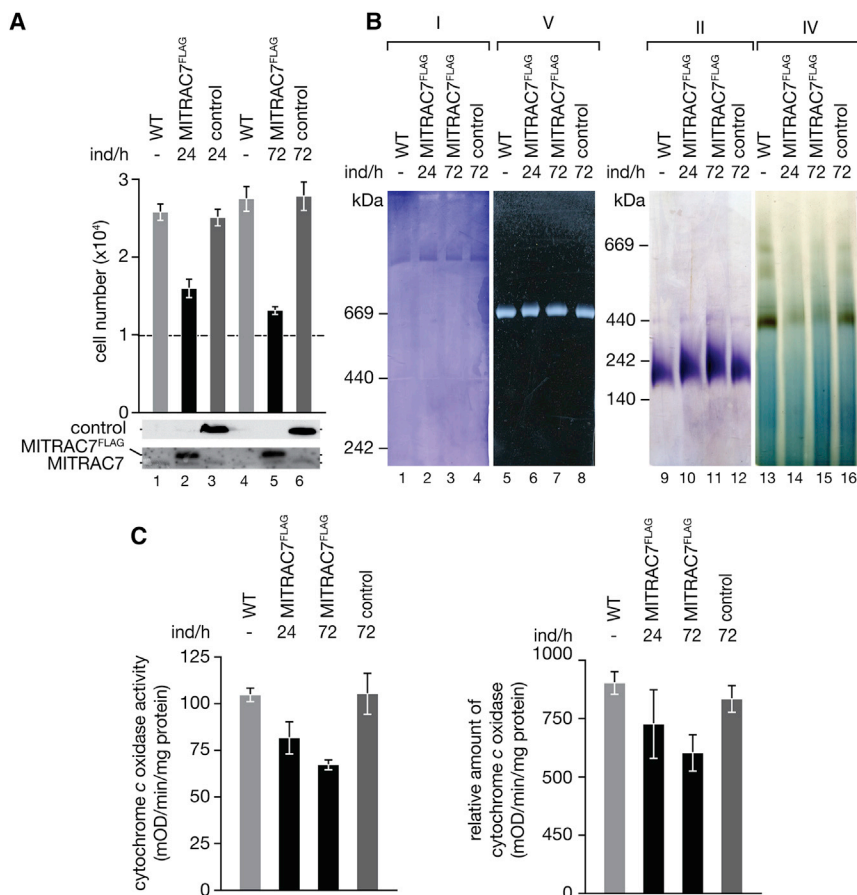 A
WT
MITRAC7FLAG
control
WT
MITRAC7FLAG
control
ind/h - 24 24 - 72 72
cell number (x10⁴)
3
2
1
0
control
MITRAC7FLAG
MITRAC7
1 2 3 4 5 6
B
I V II IV
WT
MITRAC7FLAG
MITRAC7FLAG
control
WT
MITRAC7FLAG
MITRAC7FLAG
control
WT
MITRAC7FLAG
MITRAC7FLAG
control
WT
MITRAC7FLAG
MITRAC7FLAG
control
ind/h - 24 72 72 - 24 72 72
ind/h - 24 72 72 - 24 72 72
kDa
669
440
242
1 2 3 4 5 6 7 8
kDa
669
440
242
140
9 10 11 12 13 14 15 16
C
WT
MITRAC7FLAG
MITRAC7FLAG
control
ind/h - 24 72 72
cytochrome c oxidase activity
(mOD/min/mg protein)
125
100
75
50
25
0
WT
MITRAC7FLAG
MITRAC7FLAG
control
ind/h - 24 72 72
relative amount of
cytochrome c oxidase
(mOD/min/mg protein)
1000
750
500
450
0